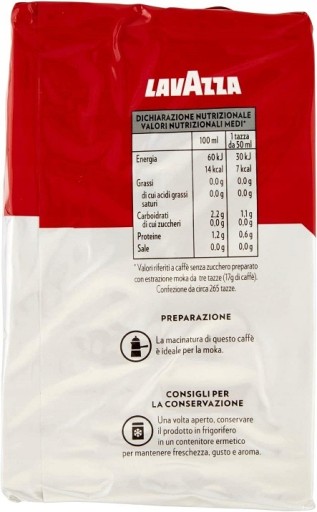 LAVAZZA
DICHIARAZIONE NUTRIZIONALE
VALORI NUTRIZIONALI MEDI*
100 ml 1 tazza da 50 ml
Energia 60 kJ 30 kJ
14 kcal 7 kcal
Grassi 0,0 g 0,0 g
di cui acidi grassi saturi 0,0 g 0,0 g
Carboidrati 2,2 g 1,1 g
di cui zuccheri 0,0 g 0,0 g
Proteine 1,2 g 0,6 g
Sale 0,0 g 0,0 g
*Valori riferiti a caffè senza zucchero preparato
con estrazione moka da tre tazze (17g di caffè).
Confezione da circa 265 tazze.
PREPARAZIONE
La macinatura di questo caffè
è ideale per la moka.
CONSIGLI PER
LA CONSERVAZIONE
Una volta aperto, conservare
il prodotto in frigorifero
in un contenitore ermetico
per mantenere freschezza, gusto e aroma.